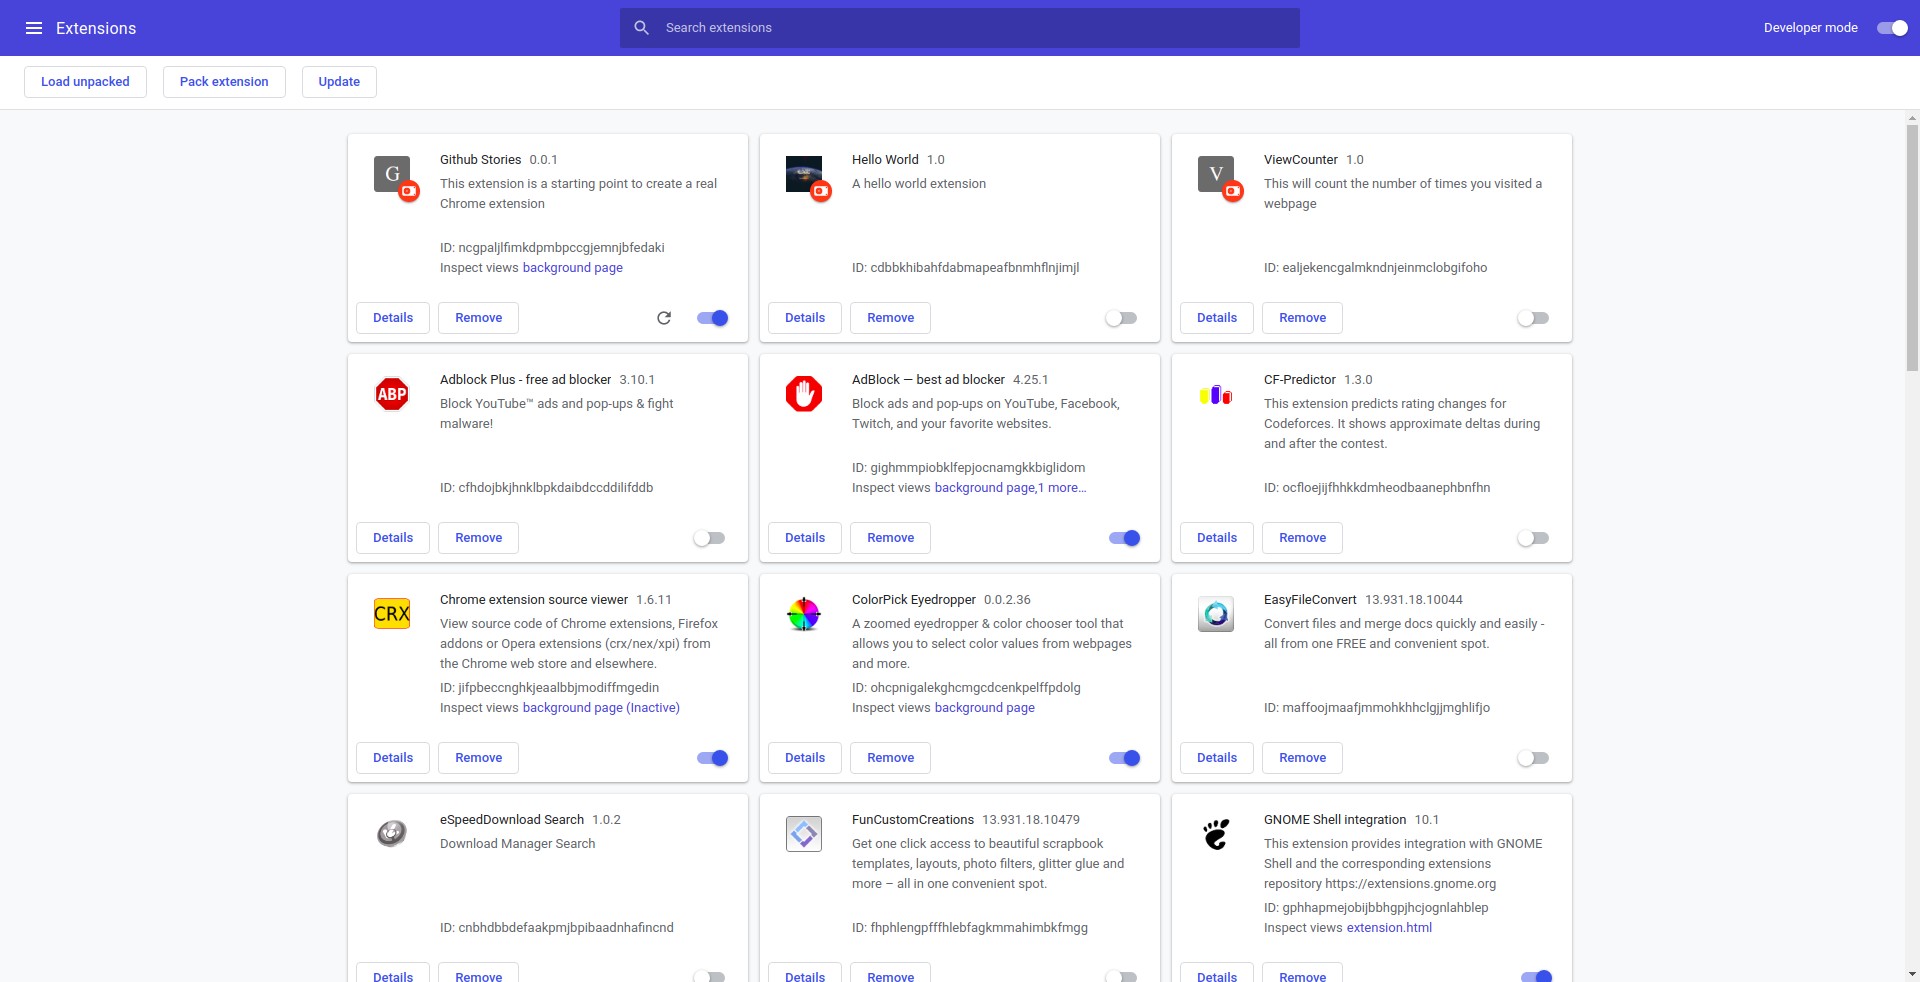 Extensions
Search extensions
Developer mode
Load unpacked
Pack extension
Update
G
Github Stories 0.0.1
This extension is a starting point to create a real
Chrome extension
ID: ncgpaljlfimkdpmbpccgjemnjbfedaki
Inspect views background page
Details
Remove
Hello World 1.0
A hello world extension
ID: cdbbkhibahfdabmapeafbnmhflnjimjl
Details
Remove
V
ViewCounter 1.0
This will count the number of times you visited a
webpage
ID: ealjekencgalmkndnjeinmclobgifoho
Details
Remove
ABP
Adblock Plus - free ad blocker 3.10.1
Block YouTube™ ads and pop-ups & fight
malware!
ID: cfhdojbkjhnklbpkdaibdccddilifddb
Details
Remove
AdBlock — best ad blocker 4.25.1
Block ads and pop-ups on YouTube, Facebook,
Twitch, and your favorite websites.
ID: gighmmpiobklfepjocnamgkkbiglidom
Inspect views background page,1 more...
Details
Remove
CF-Predictor 1.3.0
This extension predicts rating changes for
Codeforces. It shows approximate deltas during
and after the contest.
ID: ocfloejijfhhkkdmheodbaanephbnfhn
Details
Remove
CRX
Chrome extension source viewer 1.6.11
View source code of Chrome extensions, Firefox
addons or Opera extensions (crx/nex/xpi) from
the Chrome web store and elsewhere.
ID: jifpbeccnghkjeaalbbjmodiffmgedin
Inspect views background page (Inactive)
Details
Remove
ColorPick Eyedropper 0.0.2.36
A zoomed eyedropper & color chooser tool that
allows you to select color values from webpages
and more.
ID: ohcpnigalekghcmgcdcenkpelffpdolg
Inspect views background page
Details
Remove
EasyFileConvert 13.931.18.10044
Convert files and merge docs quickly and easily -
all from one FREE and convenient spot.
ID: maffoojmaafjmmohkhhclgjjmghlifjo
Details
Remove
eSpeedDownload Search 1.0.2
Download Manager Search
ID: cnbhdbbdefaakpmjbpibaadnhafincnd
Details
Remove
FunCustomCreations 13.931.18.10479
Get one click access to beautiful scrapbook
templates, layouts, photo filters, glitter glue and
more – all in one convenient spot.
ID: fhphlengpfffhlebfagkmmahimbkfmgg
Details
Remove
GNOME Shell integration 10.1
This extension provides integration with GNOME
Shell and the corresponding extensions
repository https://extensions.gnome.org
ID: gphhapmejobijbbhgpjhcjognlahblep
Inspect views extension.html
Details
Remove